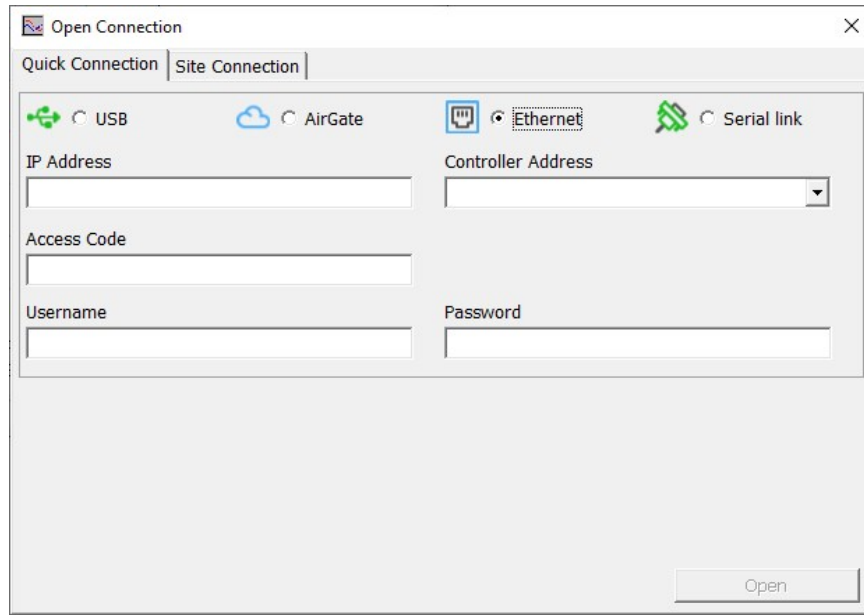 Open Connection
Quick Connection Site Connection
USB AirGate Ethernet Serial link
IP Address Controller Address
Access Code
Username Password
Open